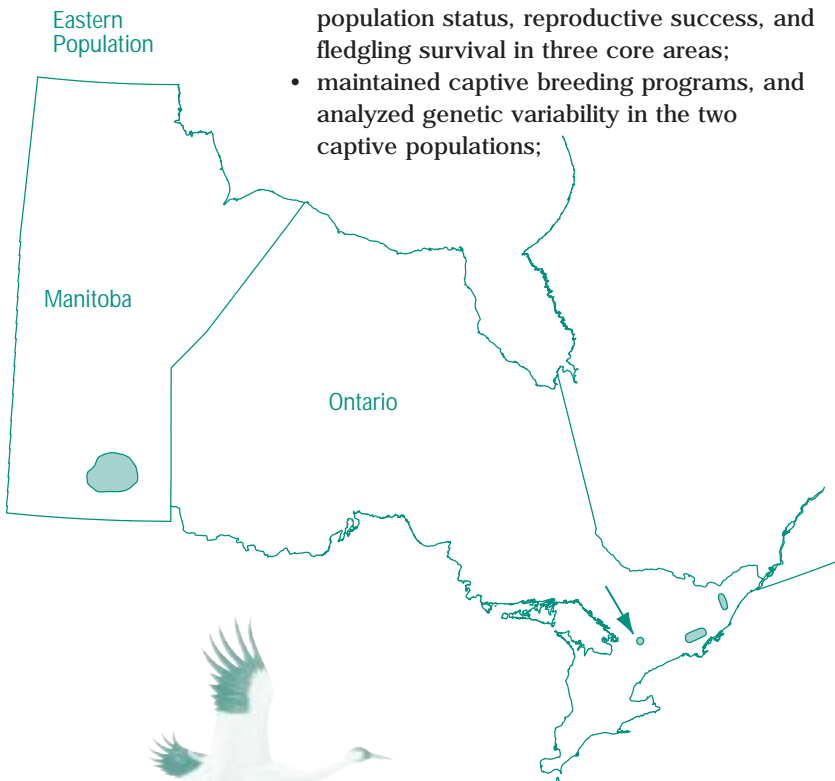 Eastern
Population
population status, reproductive success, and
fledgling survival in three core areas;
• maintained captive breeding programs, and
analyzed genetic variability in the two
captive populations;
Manitoba
Ontario